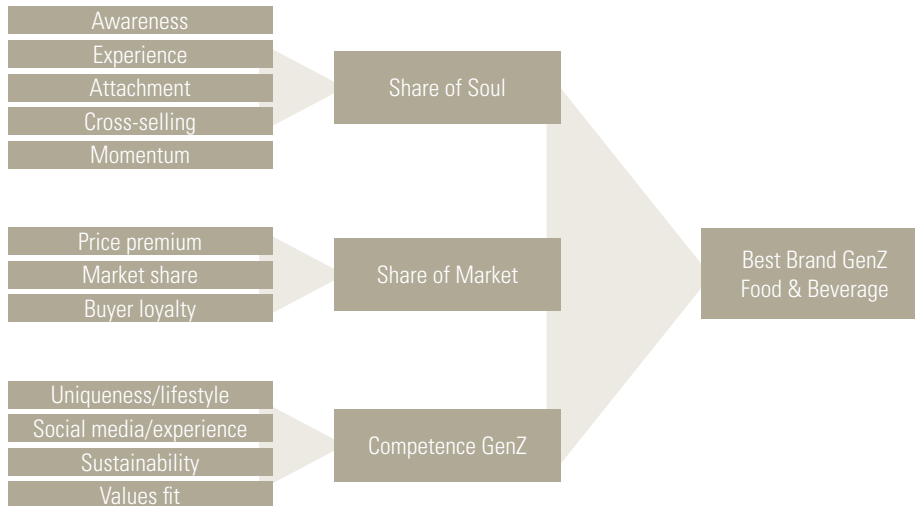 Awareness
Experience
Attachment
Cross-selling
Momentum
Share of Soul
Price premium
Market share
Buyer loyalty
Share of Market
Uniqueness/lifestyle
Social media/experience
Sustainability
Values fit
Competence GenZ
Best Brand GenZ
Food & Beverage